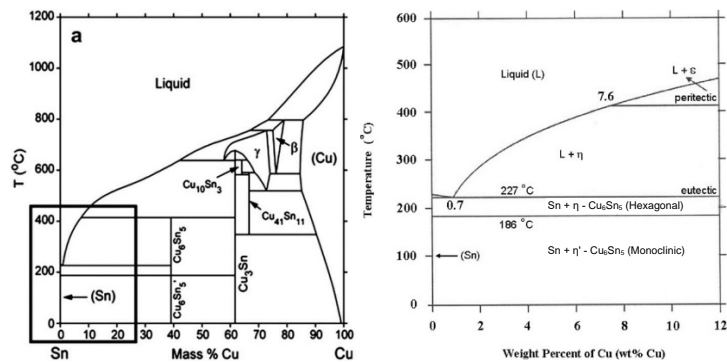 a
1200
1000
800
600
400
200
0
T (°C)
Liquid
γ
β
(Cu)
Cu10Sn3
Cu41Sn11
Cu6Sn5
Cu6Sn5'
Cu3Sn
(Sn)
0 10 20 30 40 50 60 70 80 90 100
Sn Mass % Cu Cu
600
500
400
300
200
100
0
Temperature (°C)
Liquid (L)
L + ε
7.6
peritectic
L + η
227 °C
eutectic
0.7
Sn + η - Cu6Sn5 (Hexagonal)
186 °C
Sn + η' - Cu6Sn5 (Monoclinic)
(Sn)
0 2 4 6 8 10 12
Weight Percent of Cu (wt% Cu)